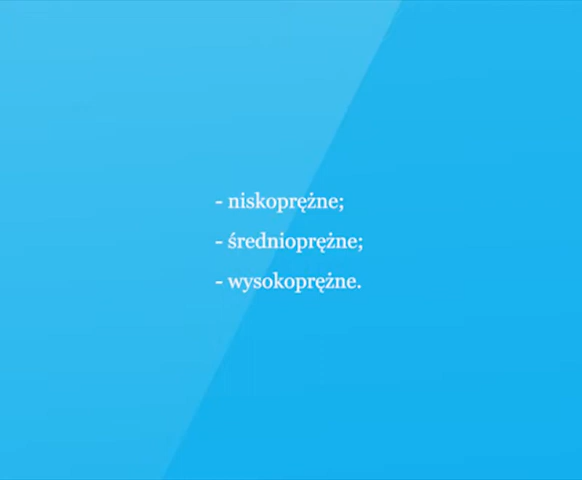 - niskoprężne;
- średnioprężne;
- wysokoprężne.